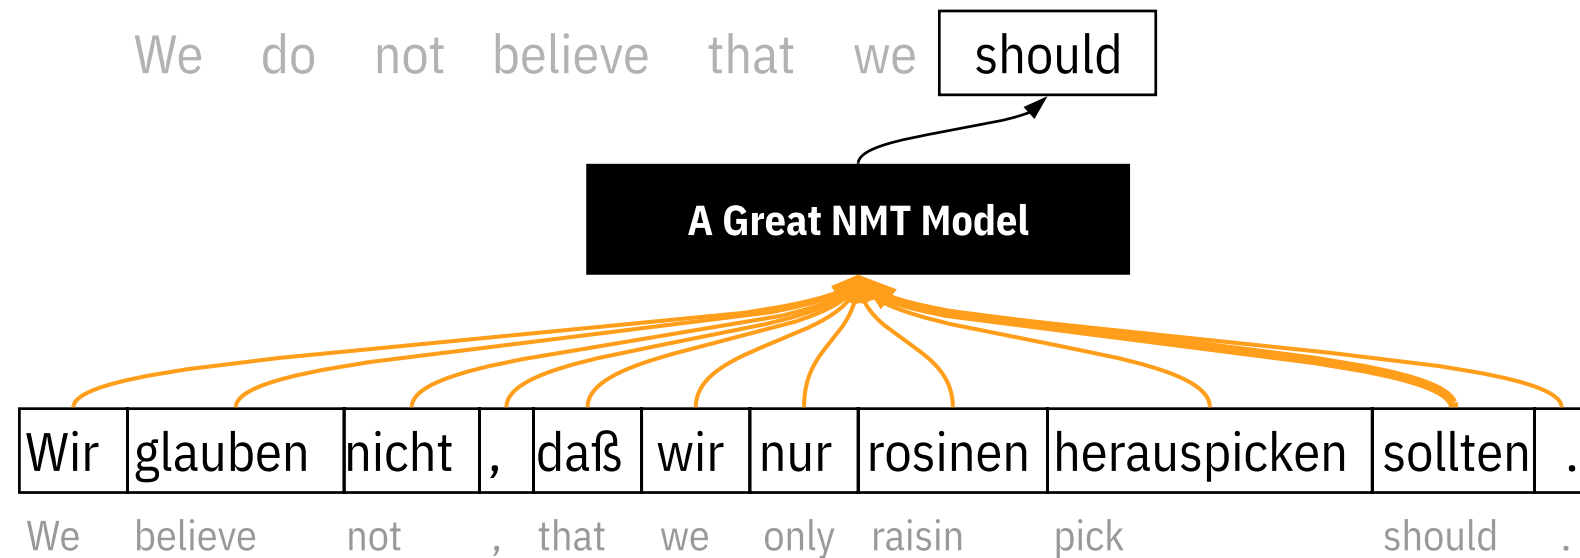 We do not believe that we should
A Great NMT Model
Wir glauben nicht , daß wir nur rosinen herauspicken sollten .
We believe not , that we only raisin pick should .